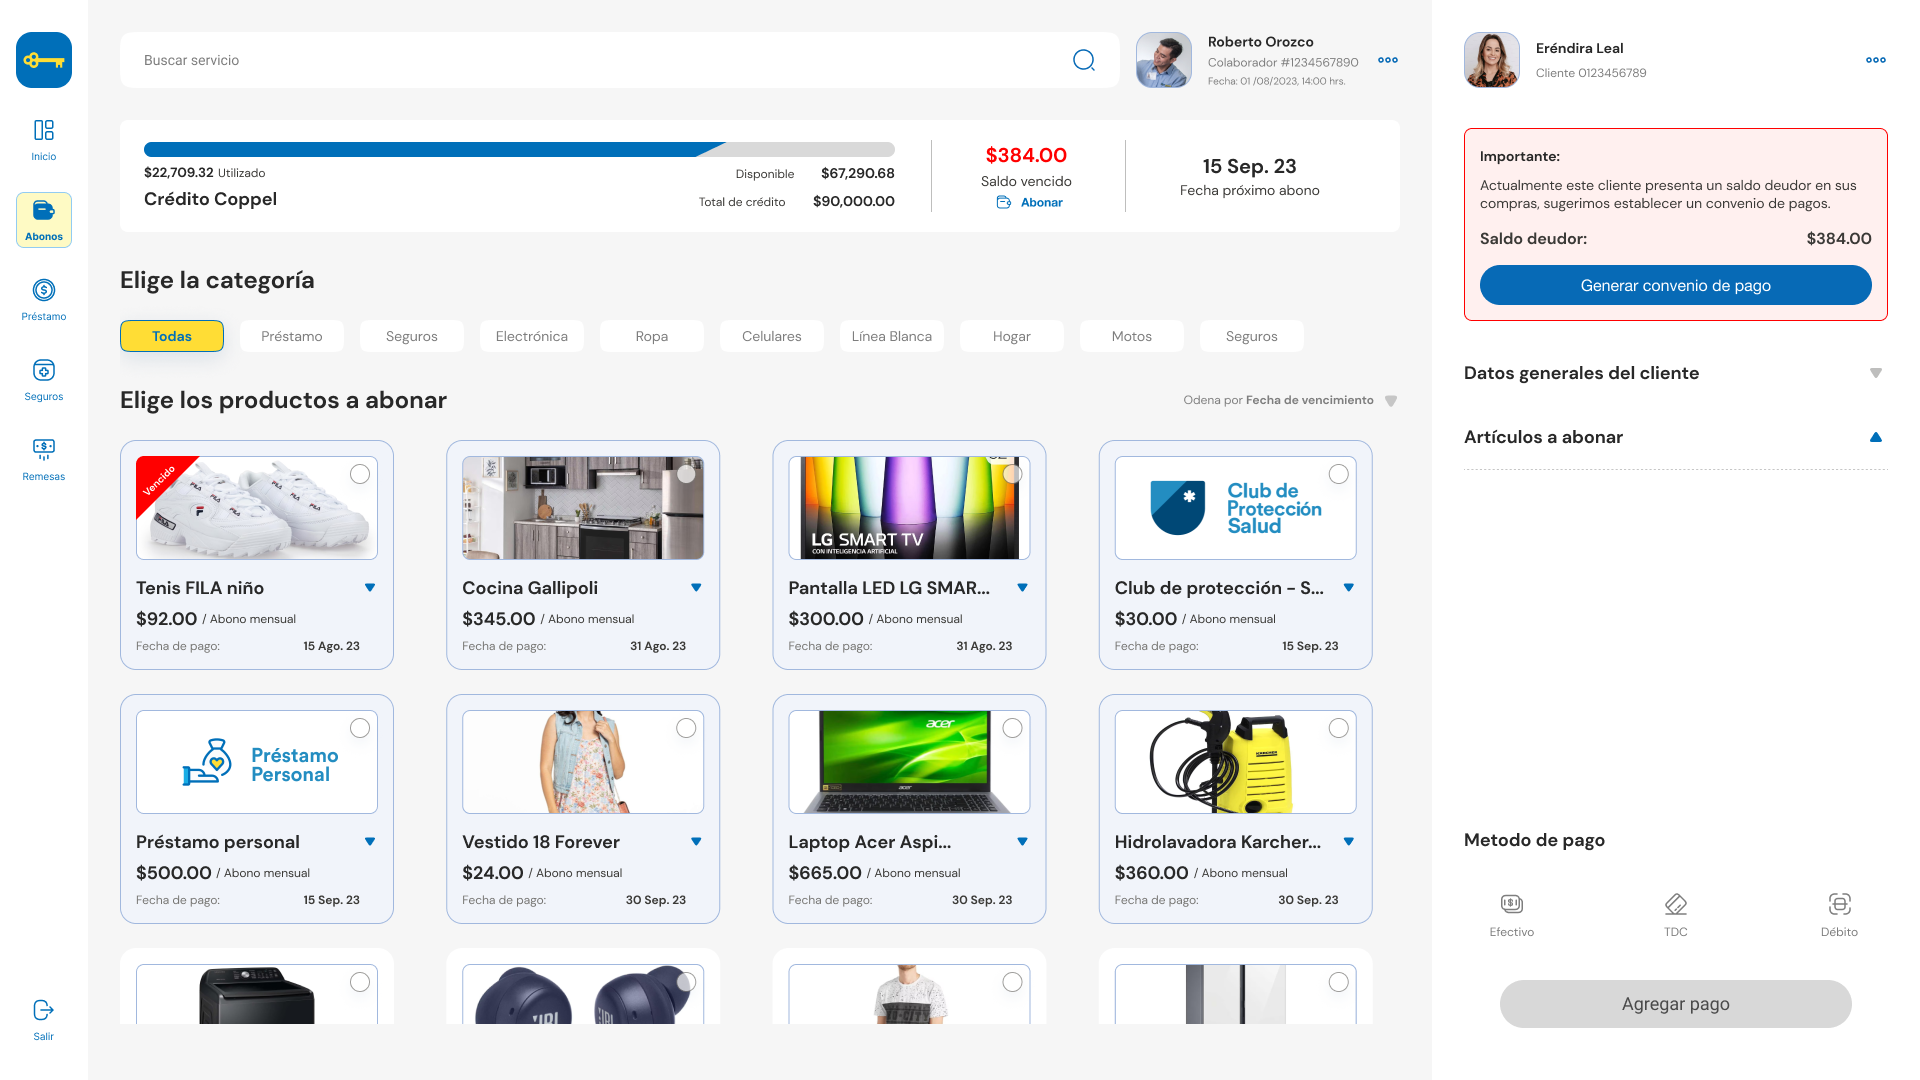 Inicio
Abonos
Préstamo
Seguros
Remesas
Salir
Buscar servicio
Roberto Orozco
Colaborador #1234567890
Fecha: 01 /08/2023, 14:00 hrs.
$22,709.32 Utilizado
Crédito Coppel
Disponible $67,290.68
Total de crédito $90,000.00
$384.00
Saldo vencido
Abonar
15 Sep. 23
Fecha próximo abono
Elige la categoría
Todas Préstamo Seguros Electrónica Ropa Celulares Línea Blanca Hogar Motos Seguros
Elige los productos a abonar
Odena por Fecha de vencimiento
Vencido
FILA
Tenis FILA niño
$92.00 / Abono mensual
Fecha de pago: 15 Ago. 23
Cocina Gallipoli
$345.00 / Abono mensual
Fecha de pago: 31 Ago. 23
LG SMART TV
CON INTELIGENCIA ARTIFICIAL
Pantalla LED LG SMAR...
$300.00 / Abono mensual
Fecha de pago: 31 Ago. 23
Club de
Protección
Salud
Club de protección - S...
$30.00 / Abono mensual
Fecha de pago: 15 Sep. 23
Préstamo
Personal
Préstamo personal
$500.00 / Abono mensual
Fecha de pago: 15 Sep. 23
Vestido 18 Forever
$24.00 / Abono mensual
Fecha de pago: 30 Sep. 23
acer
acer
Laptop Acer Aspi...
$665.00 / Abono mensual
Fecha de pago: 30 Sep. 23
KARCHER
Hidrolavadora Karcher...
$360.00 / Abono mensual
Fecha de pago: 30 Sep. 23
Eréndira Leal
Cliente 0123456789
Importante:
Actualmente este cliente presenta un saldo deudor en sus
compras, sugerimos establecer un convenio de pagos.
Saldo deudor: $384.00
Generar convenio de pago
Datos generales del cliente
Artículos a abonar
Metodo de pago
Efectivo TDC Débito
Agregar pago